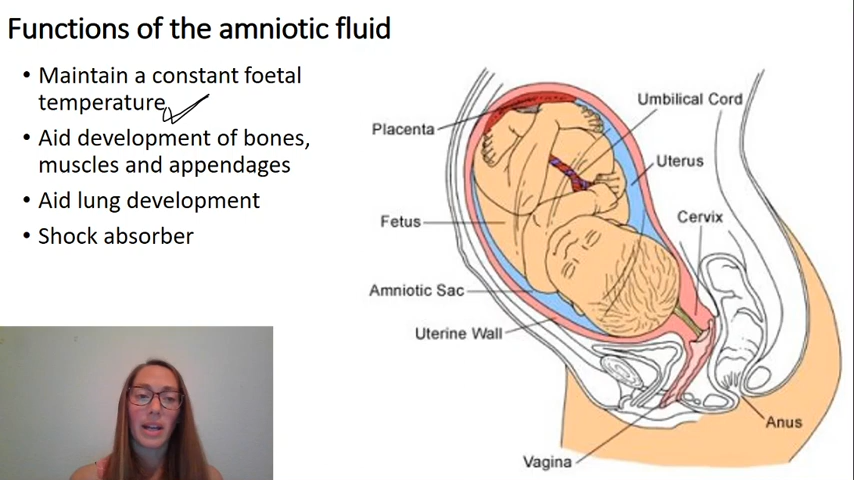 Functions of the amniotic fluid
• Maintain a constant foetal
temperature
• Aid development of bones,
muscles and appendages
• Aid lung development
• Shock absorber
Umbilical Cord
Placenta
Uterus
Cervix
Fetus
Amniotic Sac
Uterine Wall
Anus
Vagina